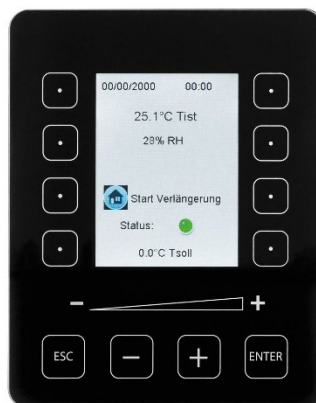 00/00/2000 00:00
25.1°C Tist
28% RH
Start Verlängerung
Status:
0.0°C Tsoll
− +
ESC − + ENTER